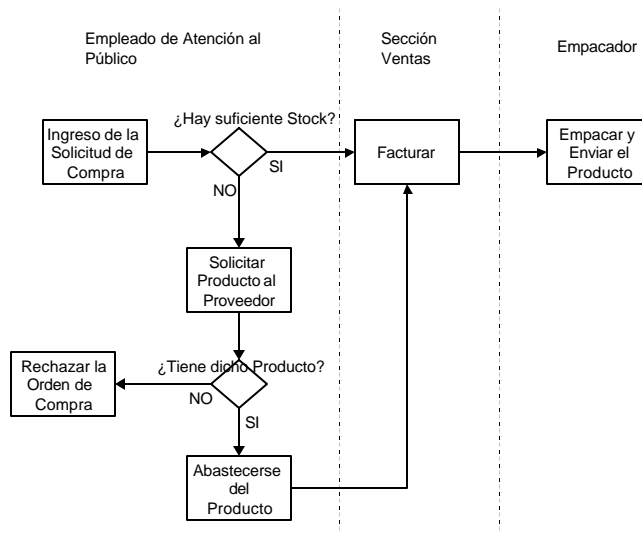 Empleado de Atención al
Público
Sección
Ventas
Empacador
¿Hay suficiente Stock?
Ingreso de la
Solicitud de
Compra
SI
NO
Facturar
Empacar y
Enviar el
Producto
Solicitar
Producto al
Proveedor
¿Tiene dicho Producto?
Rechazar la
Orden de
Compra
NO
SI
Abastecerse
del
Producto